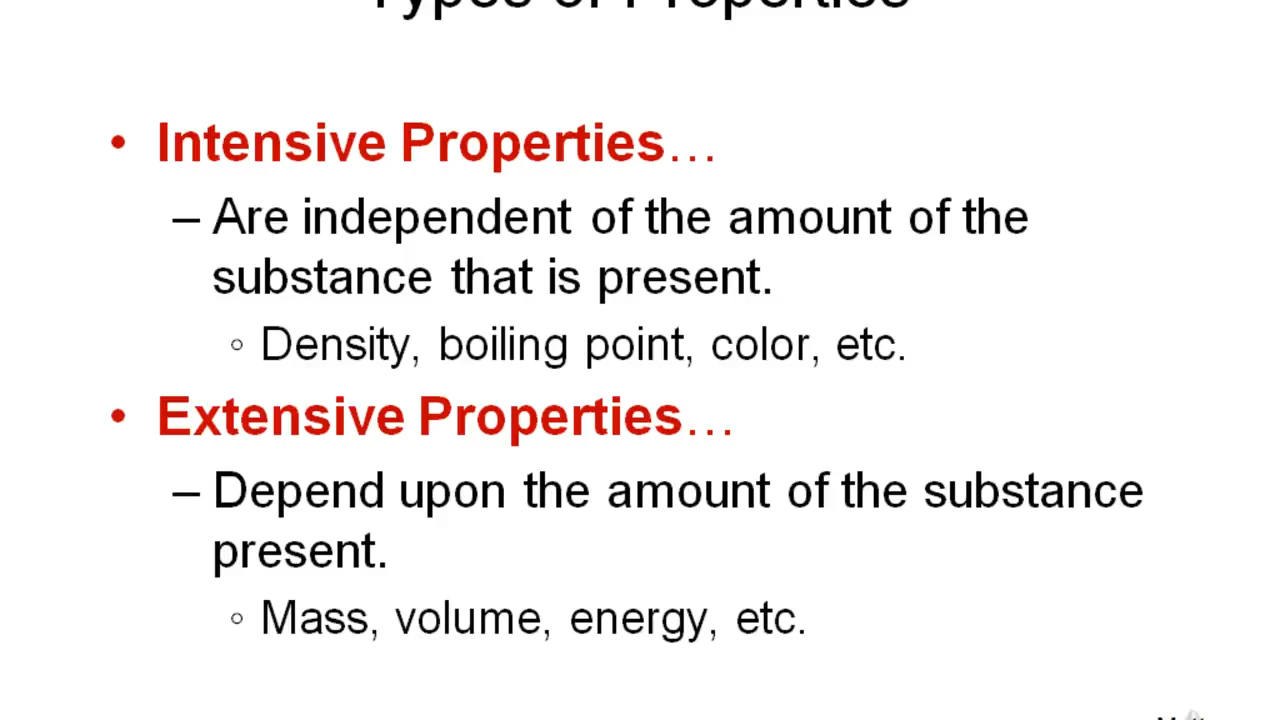 Types of Properties
• Intensive Properties…
– Are independent of the amount of the
substance that is present.
◦ Density, boiling point, color, etc.
• Extensive Properties…
– Depend upon the amount of the substance
present.
◦ Mass, volume, energy, etc.